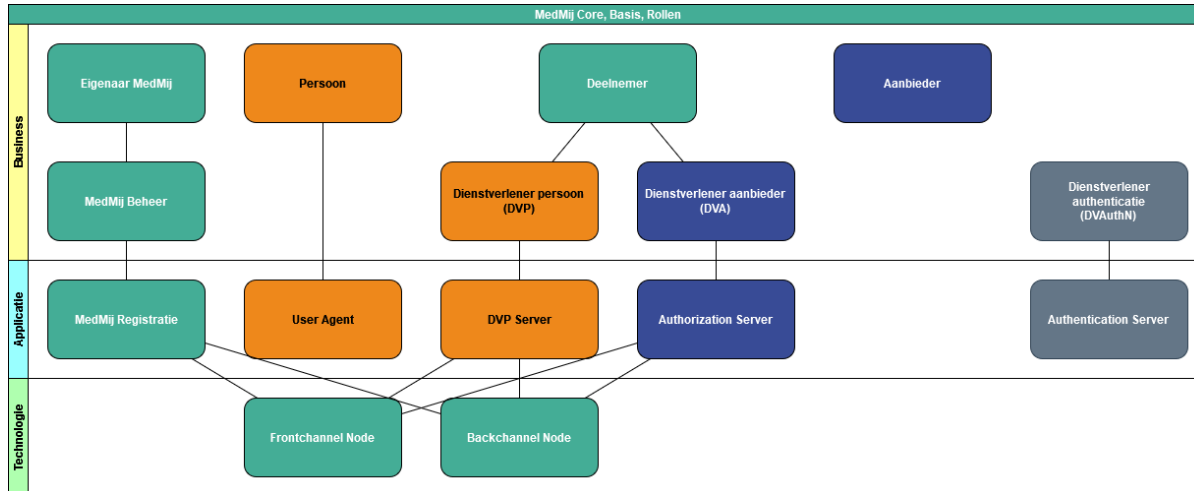 MedMij Core, Basis, Rollen
Business
Eigenaar MedMij
Persoon
Deelnemer
Aanbieder
MedMij Beheer
Dienstverlener persoon
(DVP)
Dienstverlener aanbieder
(DVA)
Dienstverlener
authenticatie
(DVAuthN)
Applicatie
MedMij Registratie
User Agent
DVP Server
Authorization Server
Authentication Server
Technologie
Frontchannel Node
Backchannel Node